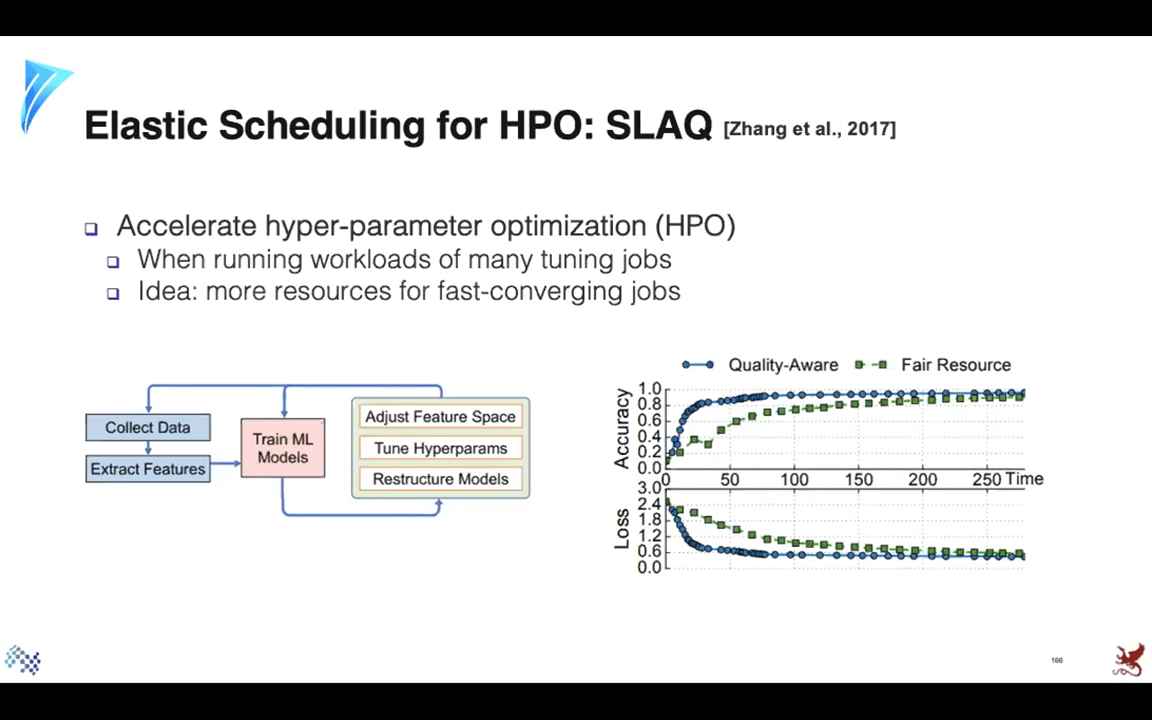 Elastic Scheduling for HPO: SLAQ [Zhang et al., 2017]
Accelerate hyper-parameter optimization (HPO)
When running workloads of many tuning jobs
Idea: more resources for fast-converging jobs
Collect Data
Extract Features
Train ML
Models
Adjust Feature Space
Tune Hyperparams
Restructure Models
Quality-Aware
Fair Resource
Accuracy
1.0
0.8
0.6
0.4
0.2
0.0
0 50 100 150 200 250 Time
Loss
3.0
2.4
1.8
1.2
0.6
0.0
166